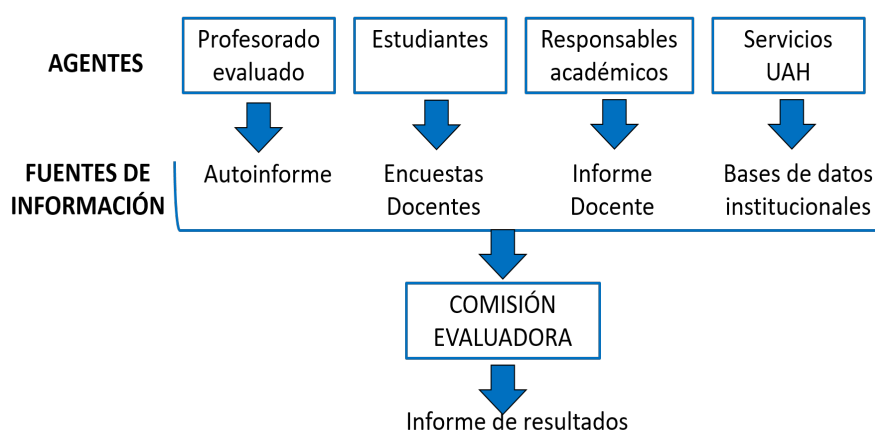 AGENTES
Profesorado
evaluado
Estudiantes
Responsables
académicos
Servicios
UAH
FUENTES DE
INFORMACIÓN
Autoinforme
Encuestas
Docentes
Informe
Docente
Bases de datos
institucionales
COMISIÓN
EVALUADORA
Informe de resultados